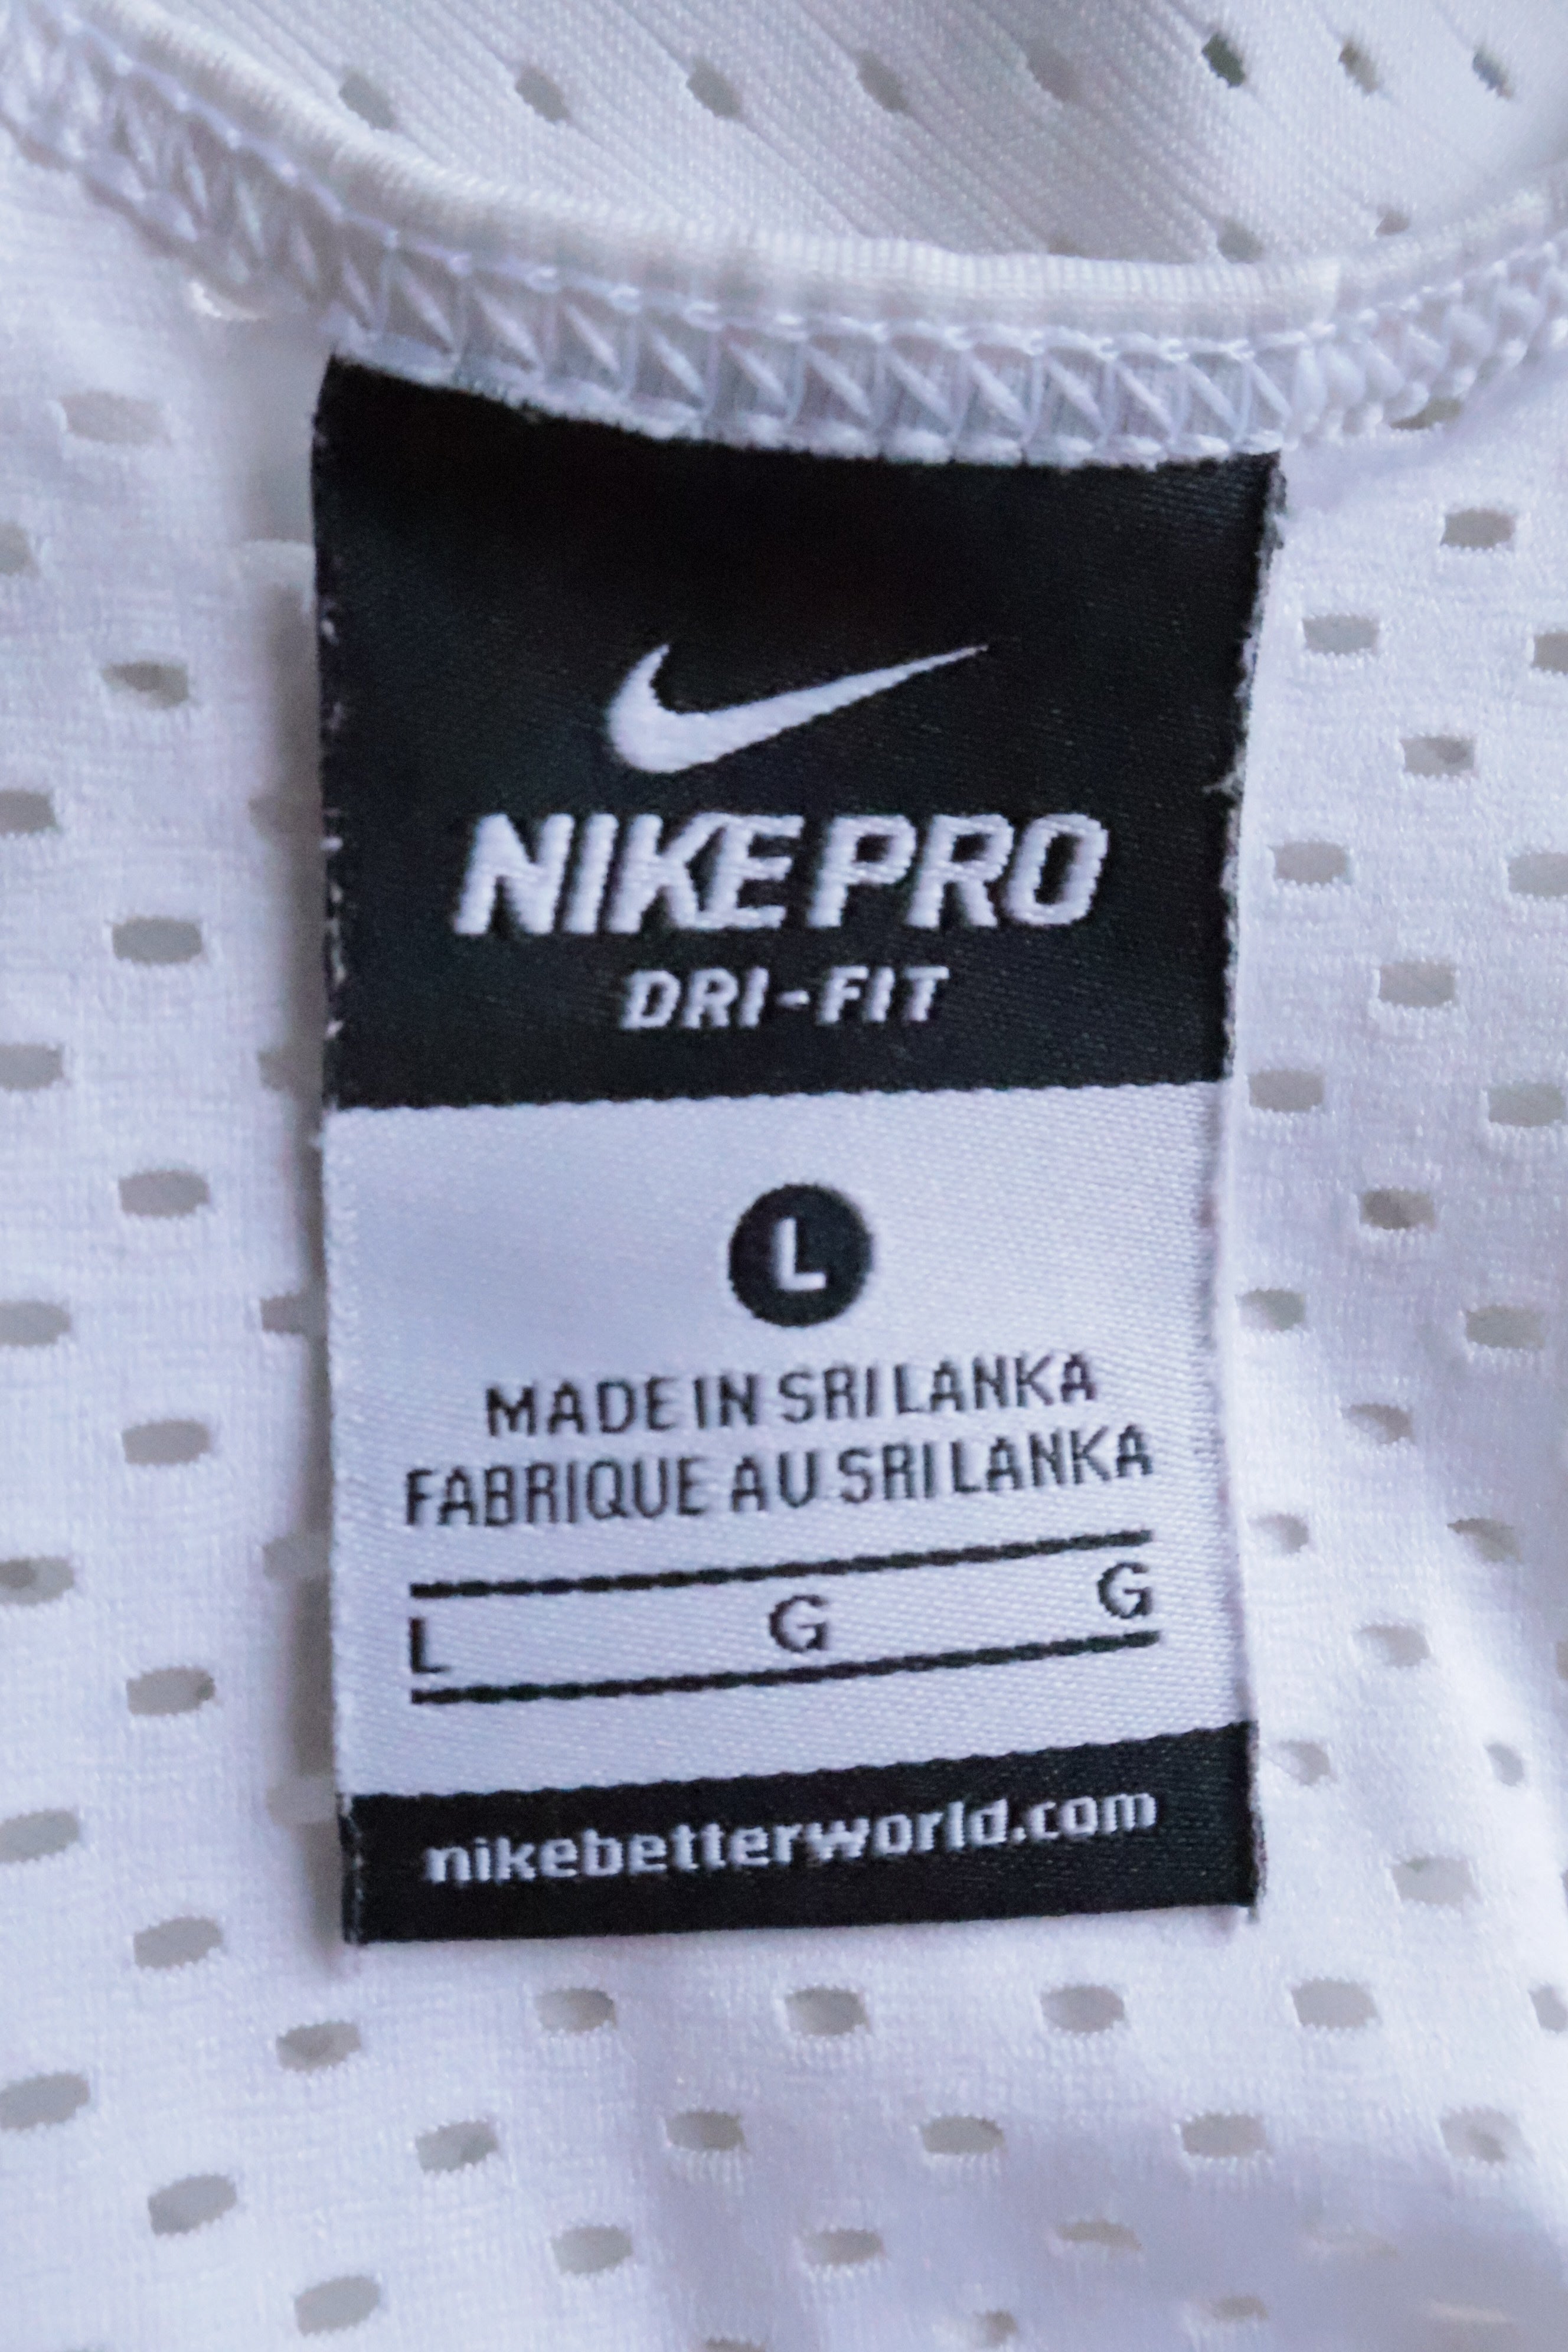 NIKE PRO
DRI-FIT
L
MADE IN SRI LANKA
FABRIQUE AU SRI LANKA
L G G
nikebetterworld.com